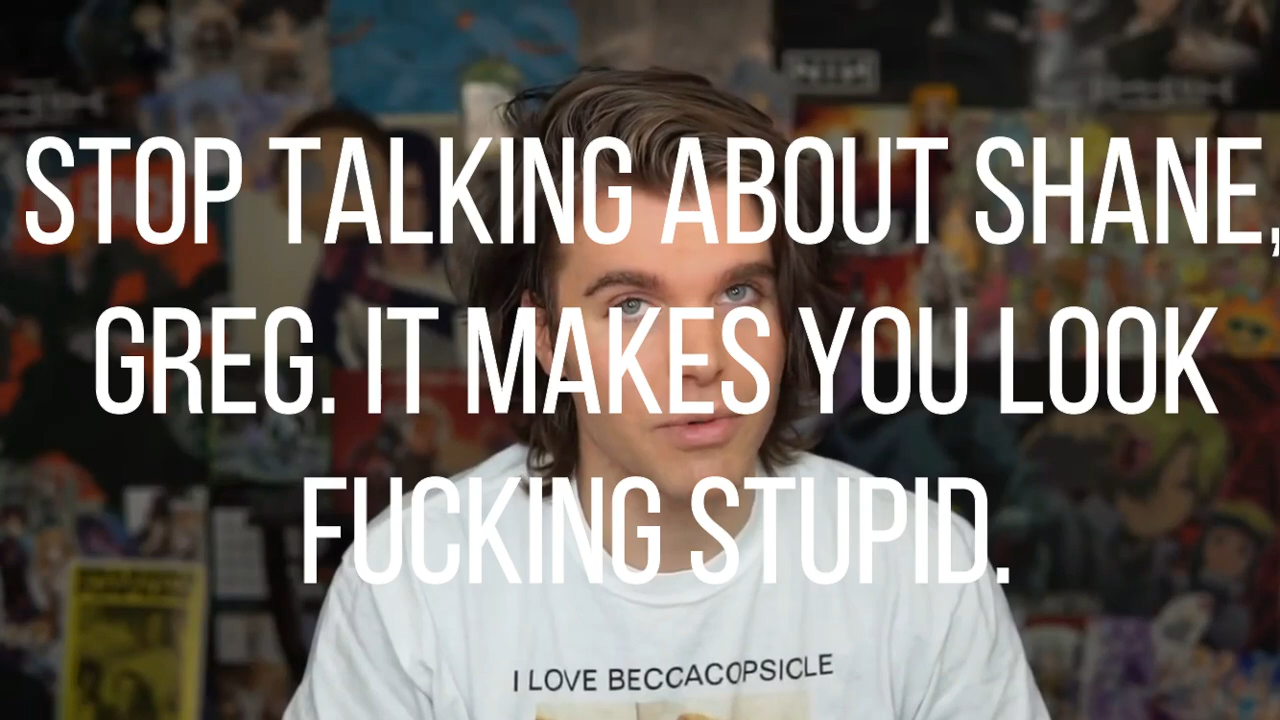 STOP TALKING ABOUT SHANE,
GREG. IT MAKES YOU LOOK
FUCKING STUPID.
I LOVE BECCACOPSICLE